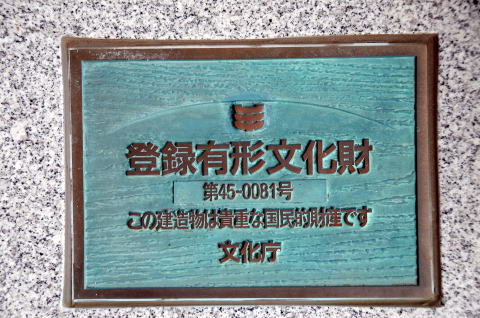 登録有形文化財
第45-0081号
この建造物は貴重な国民的財産です
文化庁